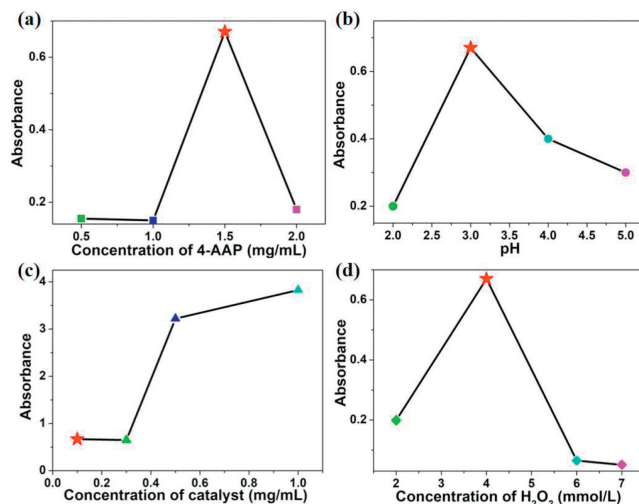 (a)
Absorbance
0.6
0.4
0.2
0.5 1.0 1.5 2.0
Concentration of 4-AAP (mg/mL)
(b)
Absorbance
0.6
0.4
0.2
2.0 2.5 3.0 3.5 4.0 4.5 5.0
pH
(c)
Absorbance
4
3
2
1
0
0.0 0.2 0.4 0.6 0.8 1.0
Concentration of catalyst (mg/mL)
(d)
Absorbance
0.6
0.4
0.2
2 3 4 5 6 7
Concentration of H₂O₂ (mmol/L)